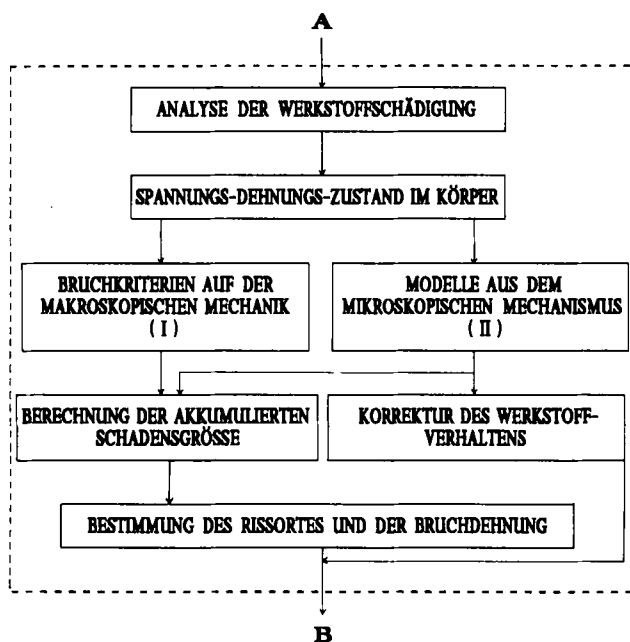 A
ANALYSE DER WERKSTOFFSCHÄDIGUNG
SPANNUNGS-DEHNUNGS-ZUSTAND IM KÖRPER
BRUCHKRITERIEN AUF DER
MAKROSKOPISCHEN MECHANIK
( I )
MODELLE AUS DEM
MIKROSKOPISCHEN MECHANISMUS
( II )
BERECHNUNG DER AKKUMULIERTEN
SCHADENSGRÖSSE
KORREKTUR DES WERKSTOFF-
VERHALTENS
BESTIMMUNG DES RISSORTES UND DER BRUCHDEHNUNG
B